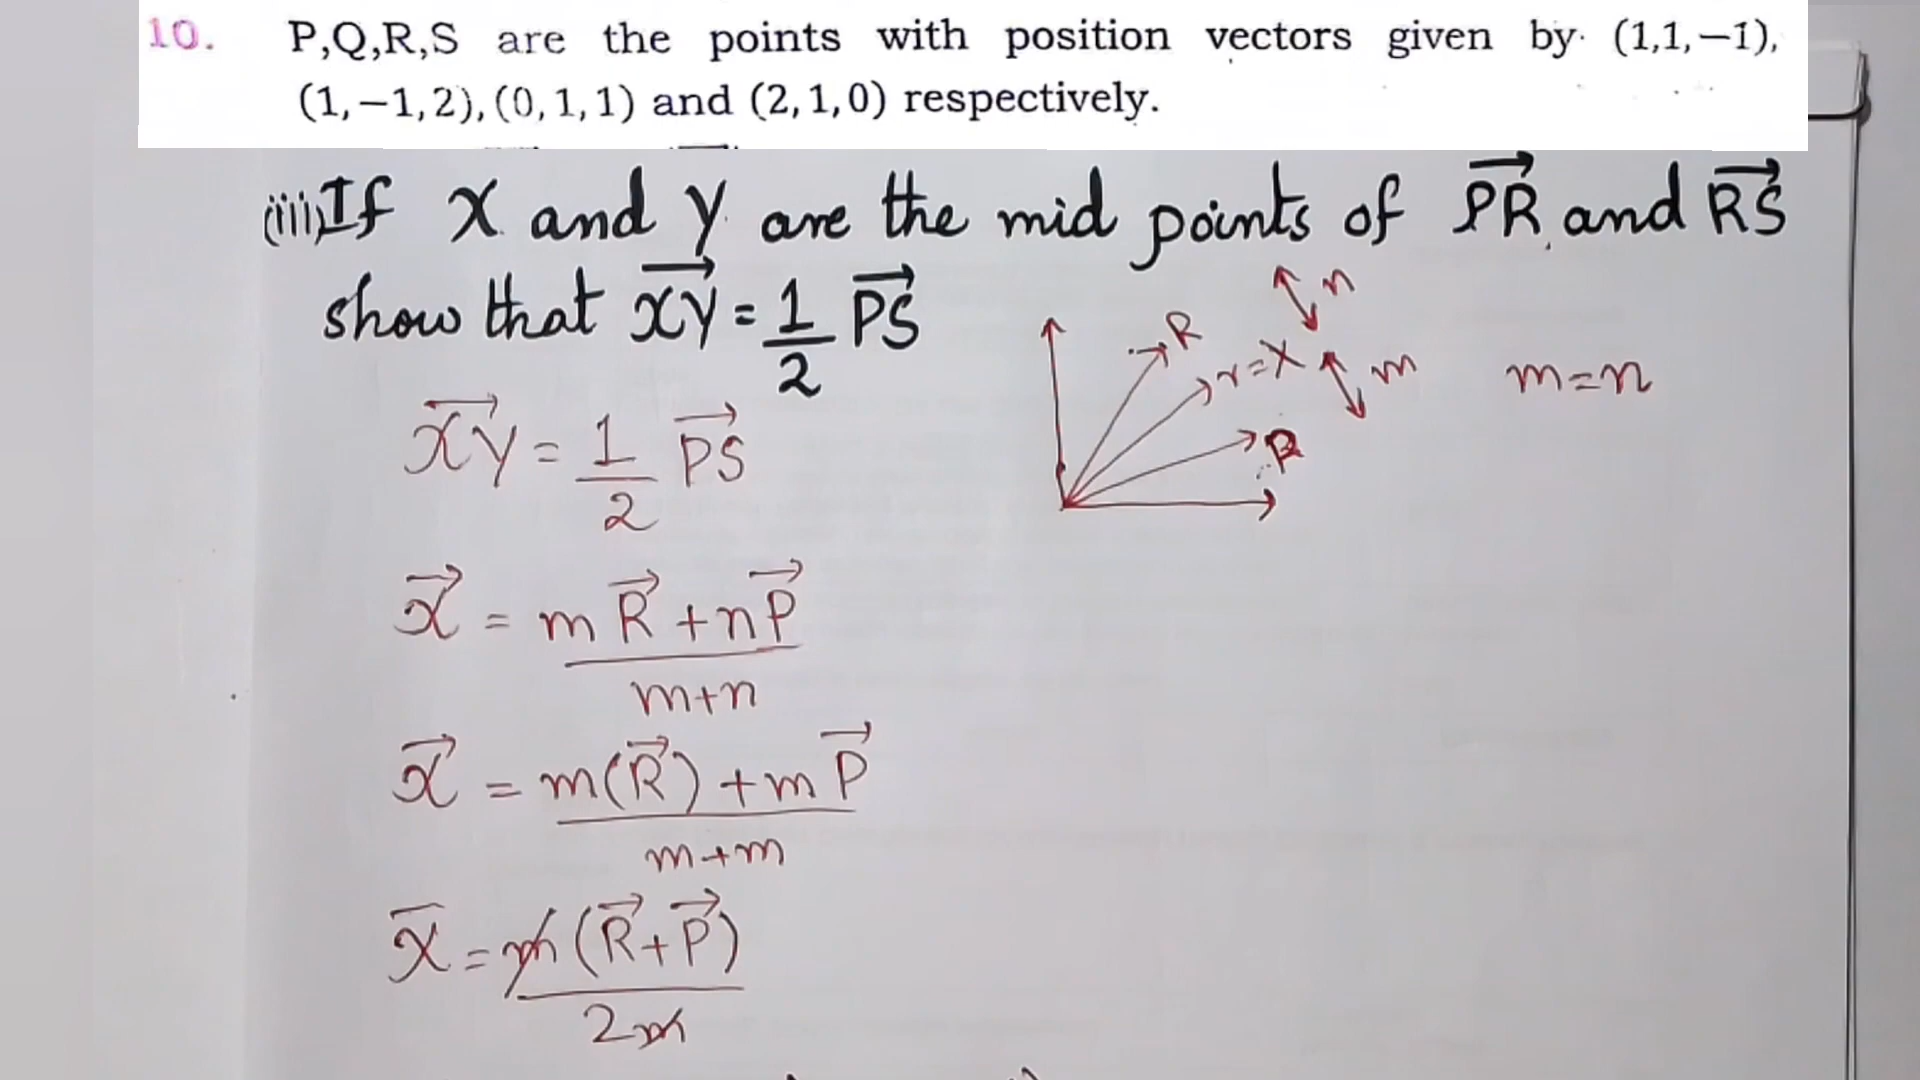 10. P,Q,R,S are the points with position vectors given by (1,1,−1),
(1,−1,2), (0,1,1) and (2,1,0) respectively.
(iii) If X and Y are the mid points of PR→ and RS→
show that XY→ = 1/2 PS→
n
R
r=X
m
m=n
P
XY→ = 1/2 PS→
X→ = (mR→ + nP→)/(m+n)
X→ = (m(R→) + mP→)/(m+m)
X̅ = m(R→+P→)/2m